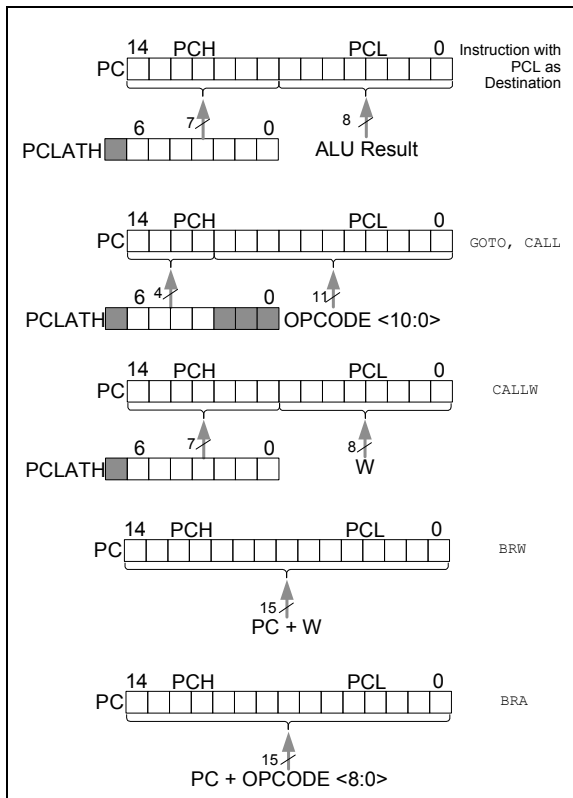 14 PCH PCL 0 Instruction with
PC PCL as
Destination
7 8
6 0
PCLATH ALU Result
14 PCH PCL 0
PC GOTO, CALL
4 11
6 0
PCLATH OPCODE <10:0>
14 PCH PCL 0
PC CALLW
7 8
6 0
PCLATH W
14 PCH PCL 0
PC BRW
15
PC + W
14 PCH PCL 0
PC BRA
15
PC + OPCODE <8:0>